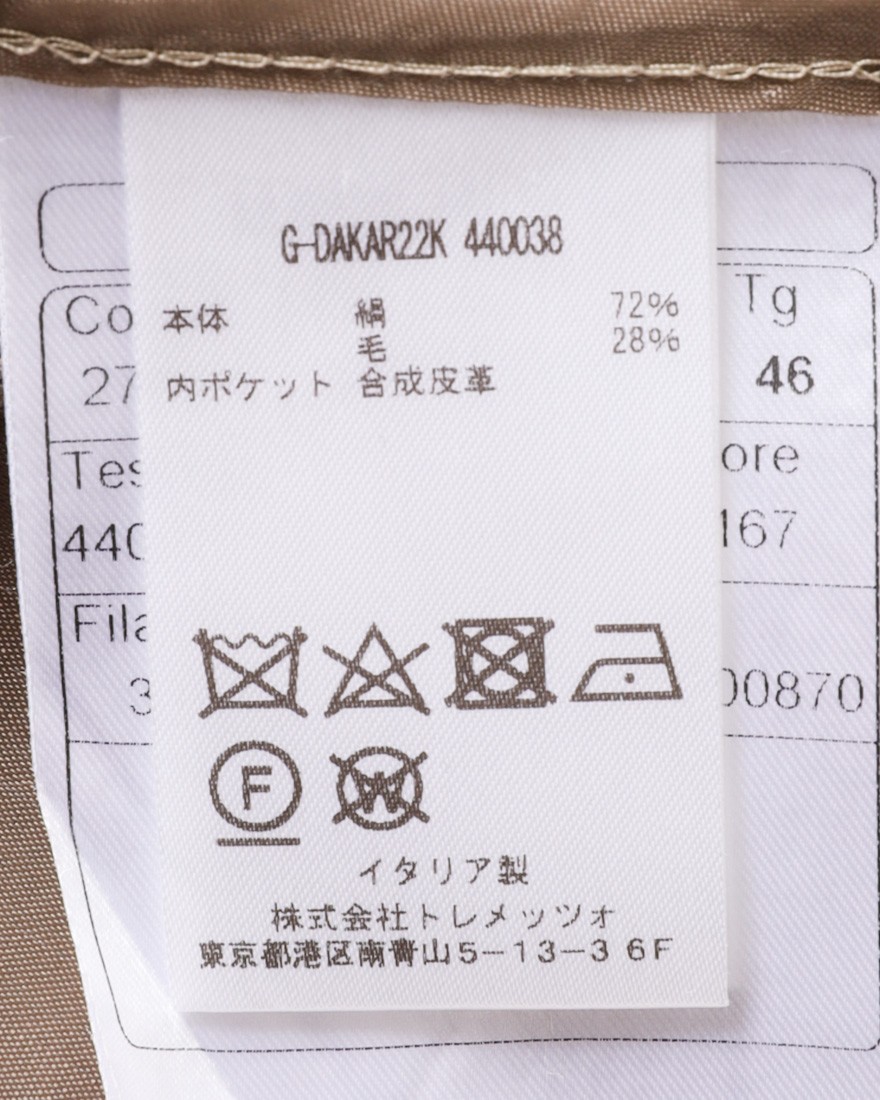 G-DAKAR22K 440038
本体 絹 72%
毛 28%
内ポケット 合成皮革
F
W
イタリア製
株式会社トレメッツォ
東京都港区南青山5-13-3 6F
Co
27
Tg
46
Tes
440
ore
167
Fila
3
00870